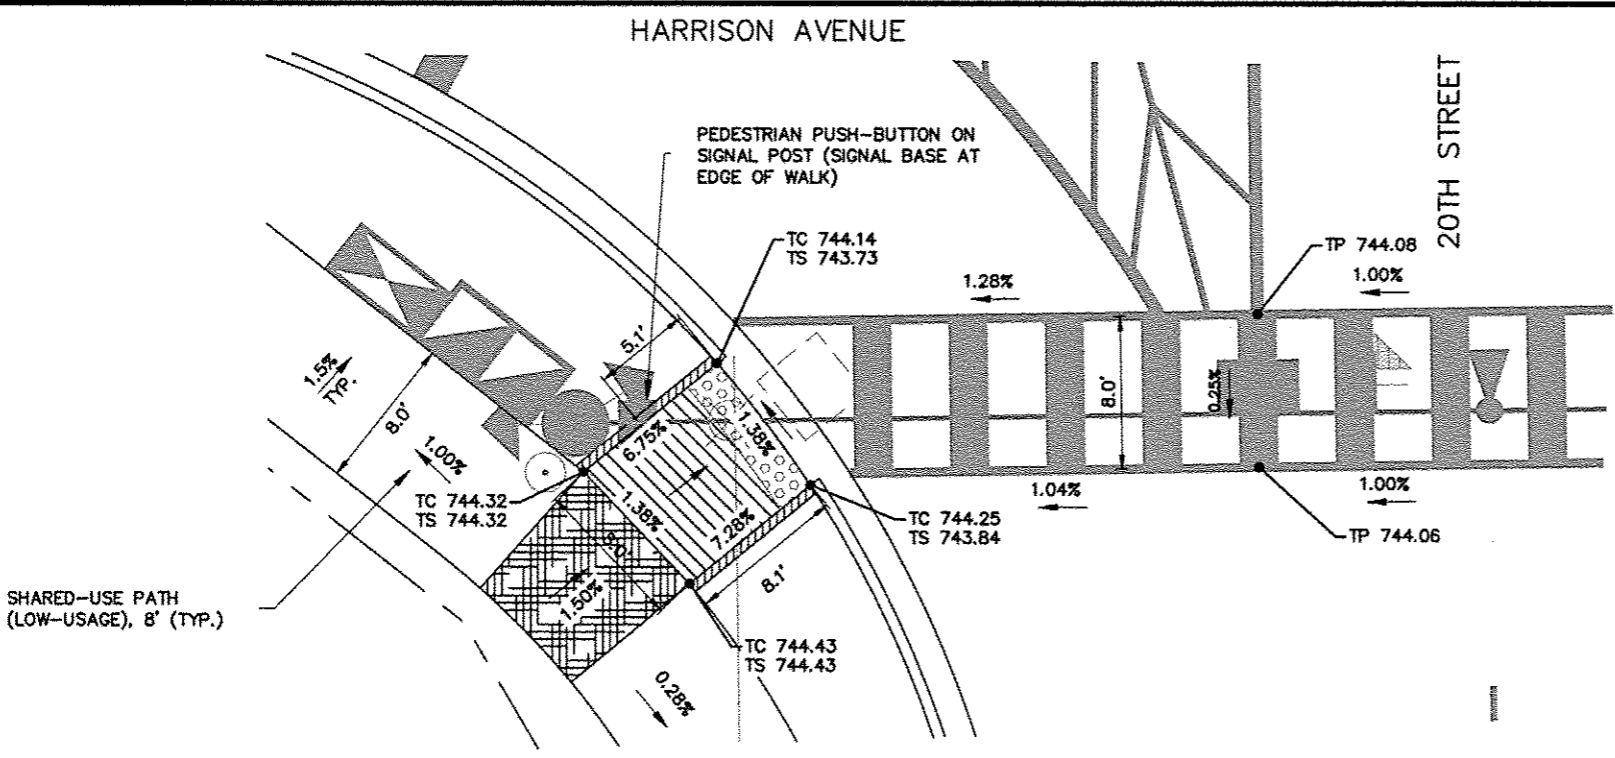 HARRISON AVENUE
20TH STREET
PEDESTRIAN PUSH-BUTTON ON
SIGNAL POST (SIGNAL BASE AT
EDGE OF WALK)
TC 744.14
TS 743.73
TP 744.08
1.28%
1.00%
5.1'
1.5%
TYP.
8.0'
8.0'
0.25%
1.38%
6.75%
1.00%
TC 744.32
TS 744.32
1.38%
7.28%
1.04%
1.00%
TC 744.25
TS 743.84
TP 744.06
8.1'
1.50%
SHARED-USE PATH
(LOW-USAGE), 8' (TYP.)
TC 744.43
TS 744.43
0.28%